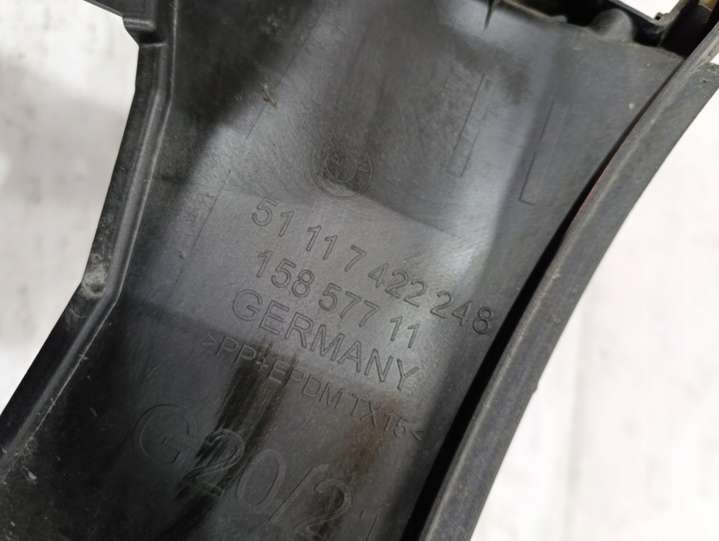 51 11 7 422 248
158 577 11
GERMANY
>PP+EPDM TX15<
G20/21